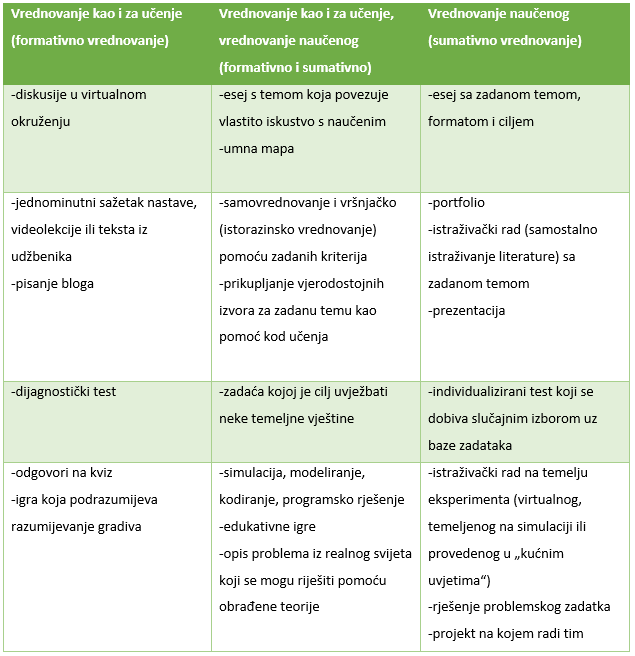 Vrednovanje kao i za učenje
(formativno vrednovanje)
Vrednovanje kao i za učenje,
vrednovanje naučenog
(formativno i sumativno)
Vrednovanje naučenog
(sumativno vrednovanje)
-diskusije u virtualnom
okruženju
-esej s temom koja povezuje
vlastito iskustvo s naučenim
-umna mapa
-esej sa zadanom temom,
formatom i ciljem
-jednominutni sažetak nastave,
videolekcije ili teksta iz
udžbenika
-pisanje bloga
-samovrednovanje i vršnjačko
(istorazinsko vrednovanje)
pomoću zadanih kriterija
-prikupljanje vjerodostojnih
izvora za zadanu temu kao
pomoć kod učenja
-portfolio
-istraživački rad (samostalno
istraživanje literature) sa
zadanom temom
-prezentacija
-dijagnostički test
-zadaća kojoj je cilj uvježbati
neke temeljne vještine
-individualizirani test koji se
dobiva slučajnim izborom uz
baze zadataka
-odgovori na kviz
-igra koja podrazumijeva
razumijevanje gradiva
-simulacija, modeliranje,
kodiranje, programsko rješenje
-edukativne igre
-opis problema iz realnog svijeta
koji se mogu riješiti pomoću
obrađene teorije
-istraživački rad na temelju
eksperimenta (virtualnog,
temeljenog na simulaciji ili
provedenog u „kućnim
uvjetima“)
-rješenje problemskog zadatka
-projekt na kojem radi tim